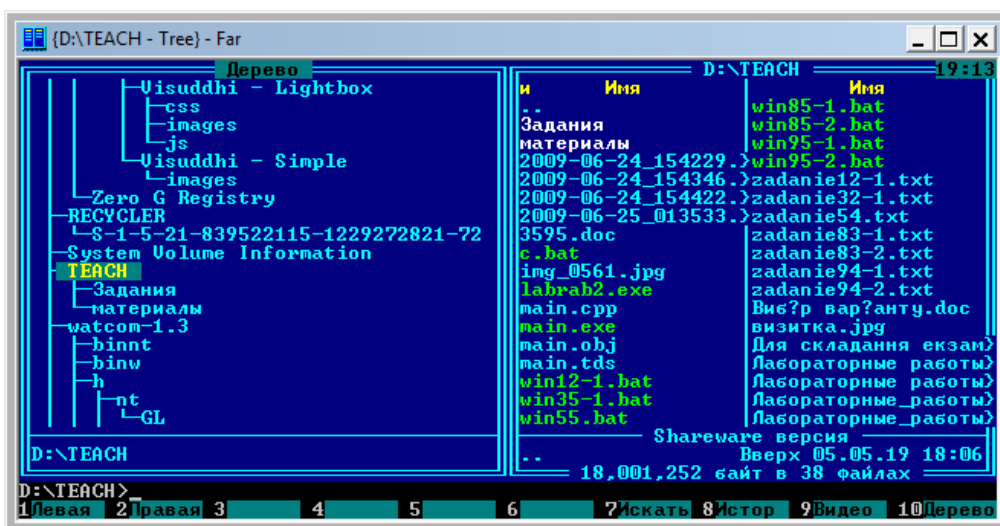 {D:\TEACH - Tree} - Far
Дерево
Visuddhi - Lightbox
css
images
js
Visuddhi - Simple
images
Zero G Registry
RECYCLER
S-1-5-21-839522115-1229272821-72
System Volume Information
TEACH
Задания
материалы
watcom-1.3
binnt
binw
h
nt
GL
D:\TEACH
D:\TEACH 19:13
и Имя Имя
.. win85-1.bat
Задания win85-2.bat
материалы win95-1.bat
2009-06-24_154229.}win95-2.bat
2009-06-24_154346.}zadanie12-1.txt
2009-06-24_154422.}zadanie32-1.txt
2009-06-25_013533.}zadanie54.txt
3595.doc zadanie83-1.txt
c.bat zadanie83-2.txt
img_0561.jpg zadanie94-1.txt
labrab2.exe zadanie94-2.txt
main.cpp Виб?р вар?анту.doc
main.exe визитка.jpg
main.obj Для складання екзам}
main.tds Лабораторные работы}
win12-1.bat Лабораторные работы}
win35-1.bat Лабораторные_работы}
win55.bat Лабораторные_работы}
Shareware версия
.. Вверх 05.05.19 18:06
18,001,252 байт в 38 файлах
D:\TEACH>_
1Левая 2Правая 3 4 5 6 7Искать 8Истор 9Видео 10Дерево